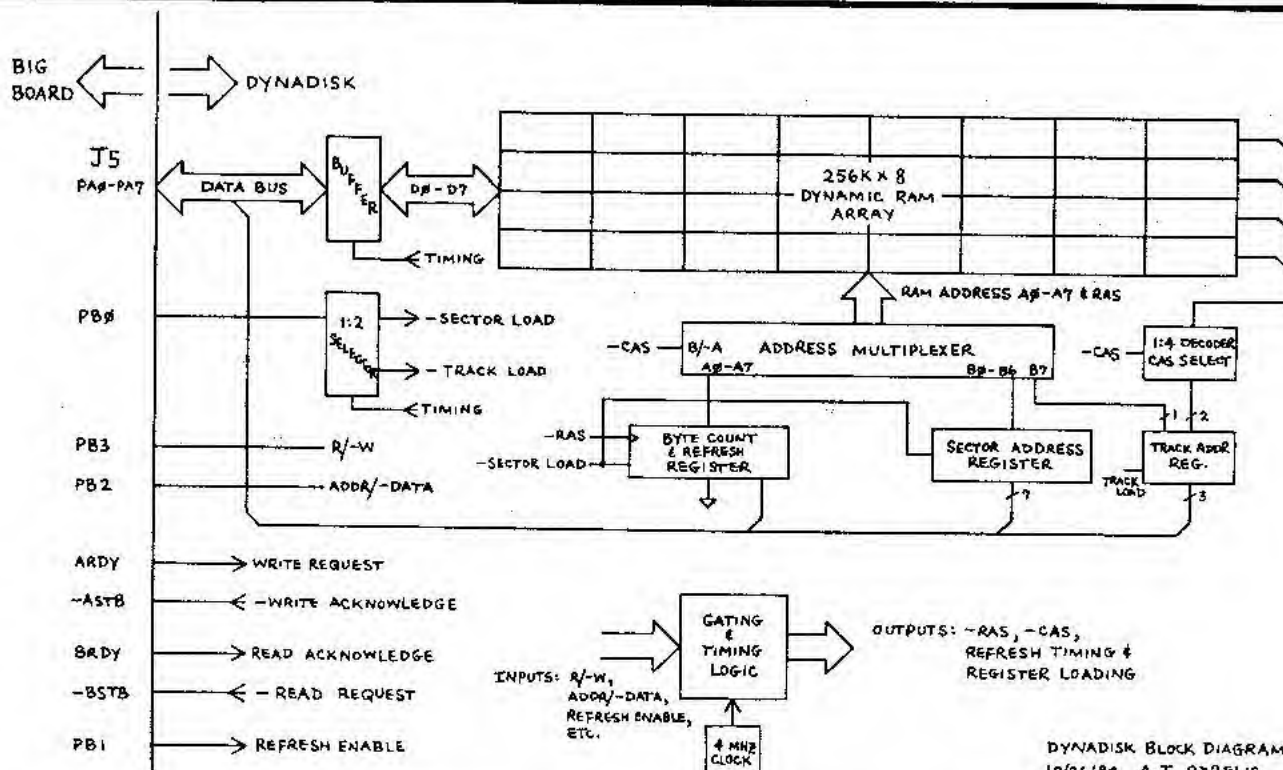 BIG
BOARD
DYNADISK
J5
PAØ-PA7
DATA BUS
BUFFER
DØ-D7
256K x 8
DYNAMIC RAM
ARRAY
TIMING
RAM ADDRESS AØ-A7 & RAS
PBØ
1:2
SELECTOR
-SECTOR LOAD
-TRACK LOAD
TIMING
-CAS
B/-A
ADDRESS MULTIPLEXER
AØ-A7
BØ-B6
B7
-CAS
1:4 DECODER
CAS SELECT
1
2
PB3
R/-W
-RAS
-SECTOR LOAD
BYTE COUNT
& REFRESH
REGISTER
SECTOR ADDRESS
REGISTER
TRACK ADDR
REG.
TRACK
LOAD
7
3
PB2
ADDR/-DATA
ARDY
WRITE REQUEST
-ASTB
-WRITE ACKNOWLEDGE
BRDY
READ ACKNOWLEDGE
-BSTB
-READ REQUEST
PB1
REFRESH ENABLE
INPUTS: R/-W,
ADDR/-DATA,
REFRESH ENABLE,
ETC.
GATING
&
TIMING
LOGIC
4 MHZ
CLOCK
OUTPUTS: -RAS, -CAS,
REFRESH TIMING &
REGISTER LOADING
DYNADISK BLOCK DIAGRAM